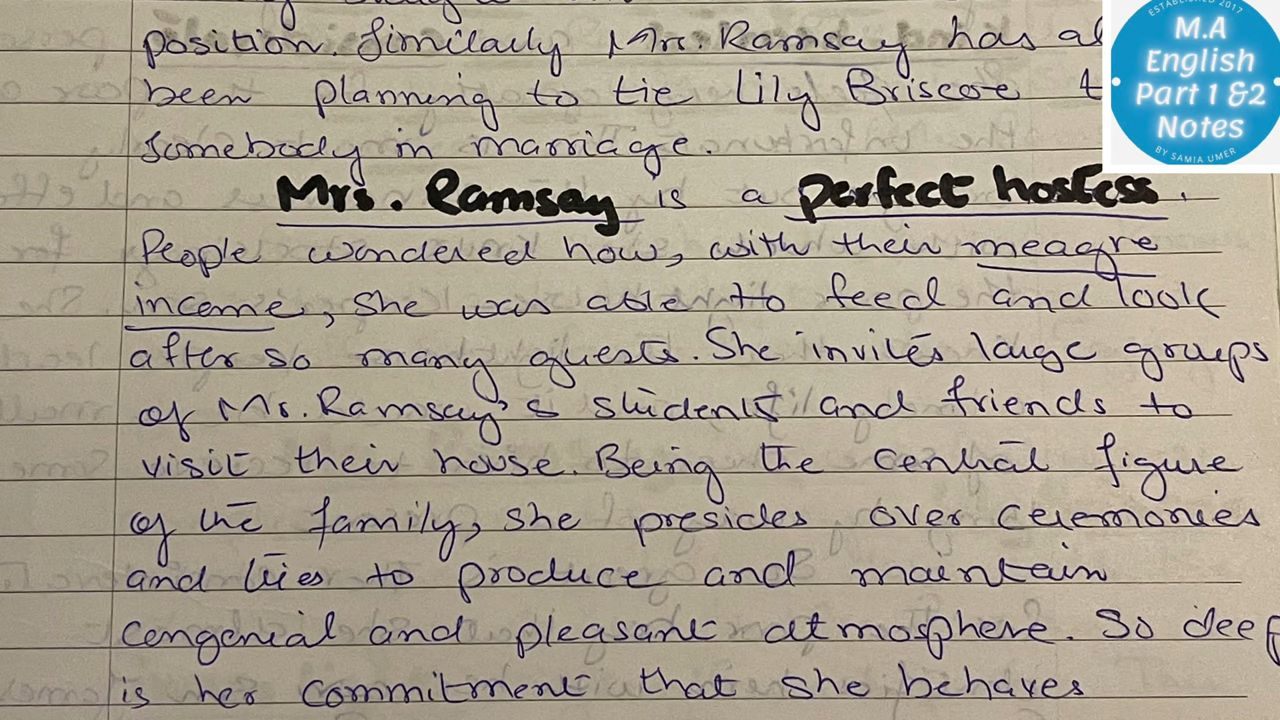 position. Similarly Mrs. Ramsay has al
been planning to tie Lily Briscoe t
somebody in marriage.
Mrs. Ramsay is a perfect hostess.
People wondered how, with their meagre
income, she was able to feed and look
after so many guests. She invites large groups
of Mr. Ramsay's students and friends to
visit their house. Being the central figure
of the family, she presides over ceremonies
and tries to produce and maintain
congenial and pleasant atmosphere. So deep
is her commitment that she behaves
ESTABLISHED 2017
M.A
English
Part 1 &2
Notes
BY SAMIA UMER